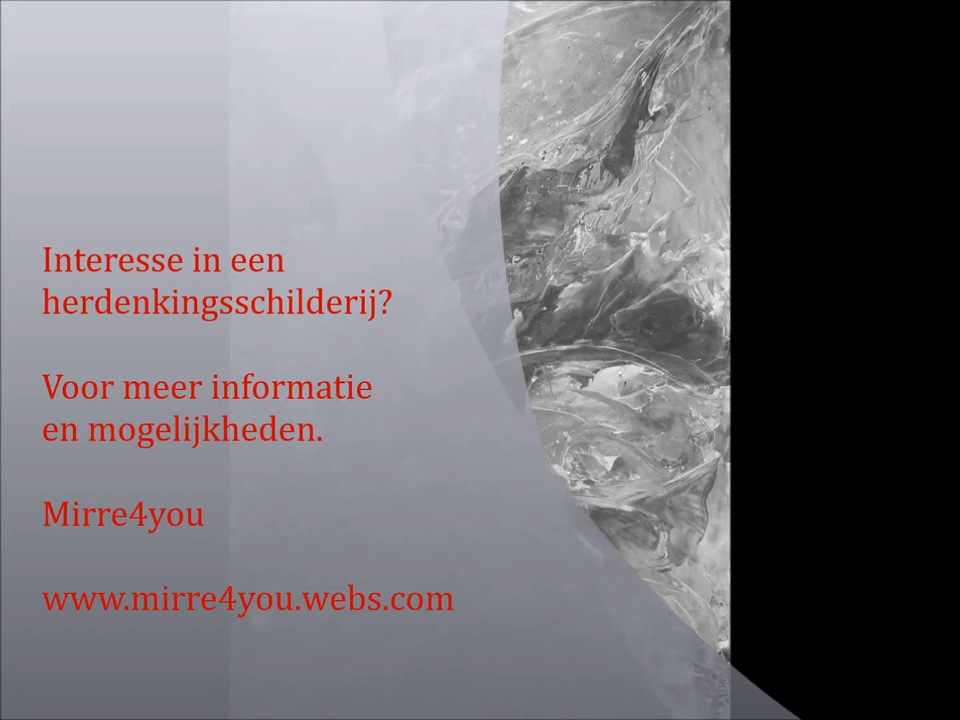 Interesse in een
herdenkingsschilderij?
Voor meer informatie
en mogelijkheden.
Mirre4you
www.mirre4you.webs.com